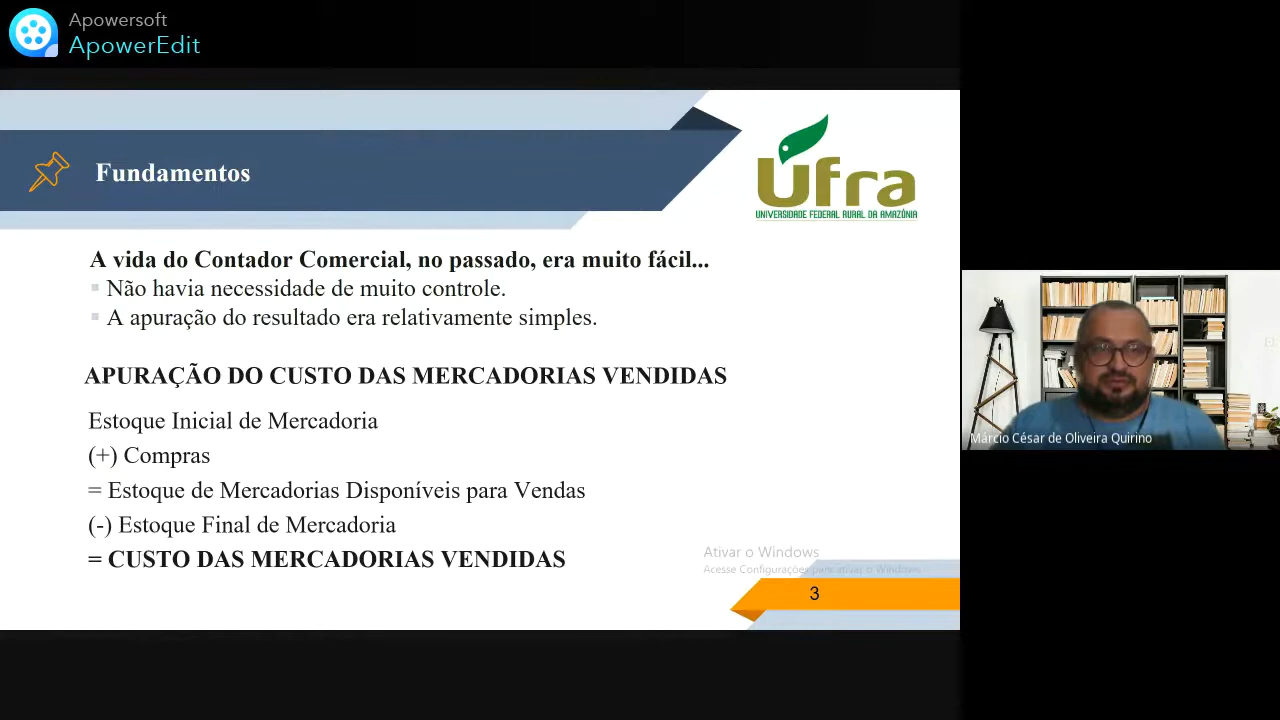 Apowersoft
ApowerEdit
Fundamentos
Ufra
UNIVERSIDADE FEDERAL RURAL DA AMAZÔNIA
A vida do Contador Comercial, no passado, era muito fácil...
Não havia necessidade de muito controle.
A apuração do resultado era relativamente simples.
APURAÇÃO DO CUSTO DAS MERCADORIAS VENDIDAS
Estoque Inicial de Mercadoria
(+) Compras
= Estoque de Mercadorias Disponíveis para Vendas
(-) Estoque Final de Mercadoria
= CUSTO DAS MERCADORIAS VENDIDAS
Ativar o Windows
Acesse Configurações para ativar o Windows.
3
Márcio César de Oliveira Quirino